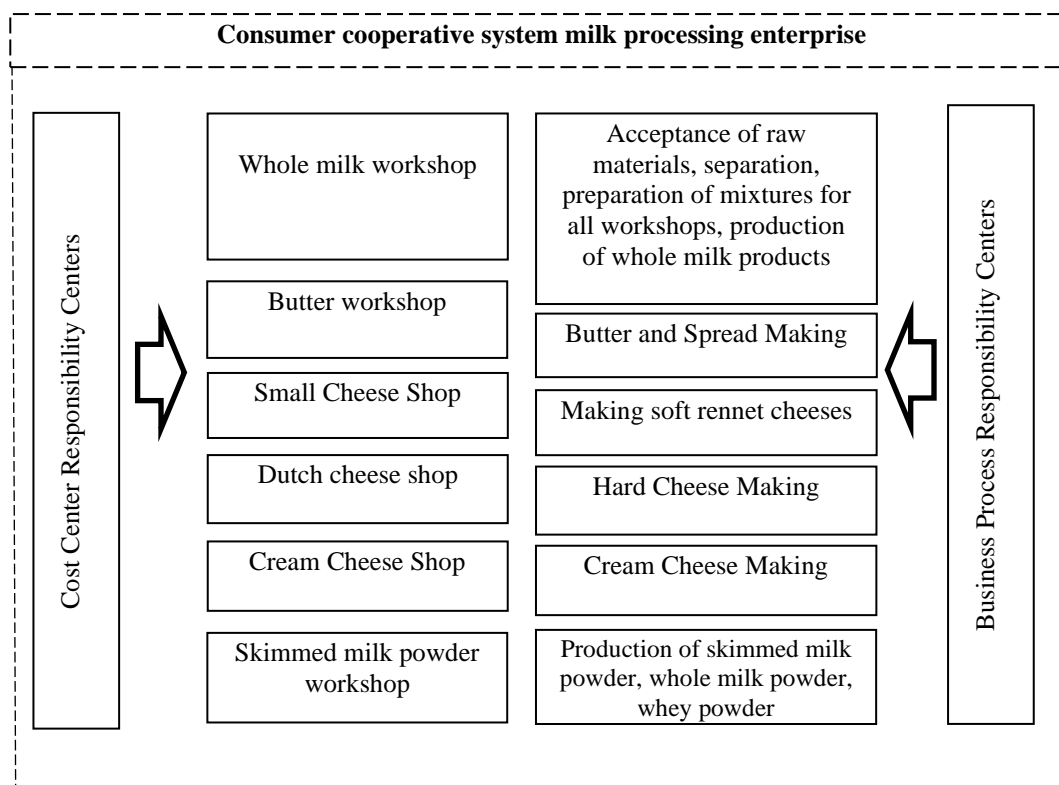 Consumer cooperative system milk processing enterprise
Cost Center Responsibility Centers
Whole milk workshop
Butter workshop
Small Cheese Shop
Dutch cheese shop
Cream Cheese Shop
Skimmed milk powder
workshop
Acceptance of raw
materials, separation,
preparation of mixtures for
all workshops, production
of whole milk products
Butter and Spread Making
Making soft rennet cheeses
Hard Cheese Making
Cream Cheese Making
Production of skimmed milk
powder, whole milk powder,
whey powder
Business Process Responsibility Centers